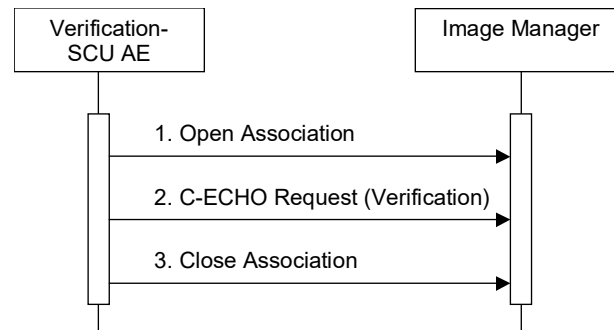 Verification-
SCU AE
Image Manager
1. Open Association
2. C-ECHO Request (Verification)
3. Close Association